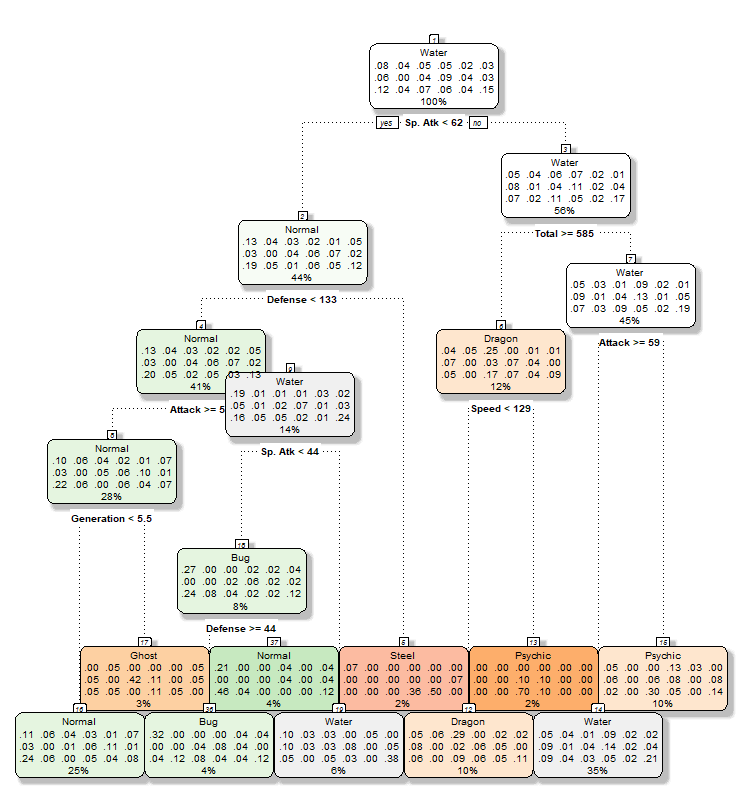 1
Water
.08 .04 .05 .05 .02 .03
.06 .00 .04 .09 .04 .03
.12 .04 .07 .06 .04 .15
100%
yes Sp. Atk < 62 no
3
Water
.05 .04 .06 .07 .02 .01
.08 .01 .04 .11 .02 .04
.07 .02 .11 .05 .02 .17
56%
2
Normal
.13 .04 .03 .02 .01 .05
.03 .00 .04 .06 .07 .02
.19 .05 .01 .06 .05 .12
44%
Total >= 585
7
Water
.05 .03 .01 .09 .02 .01
.09 .01 .04 .13 .01 .05
.07 .03 .09 .05 .02 .19
45%
Defense < 133
4
Normal
.13 .04 .03 .02 .02 .05
.03 .00 .04 .06 .07 .02
.20 .05 .02 .05 .03 .13
41%
6
Dragon
.04 .05 .25 .00 .01 .01
.07 .00 .03 .07 .04 .00
.05 .00 .17 .07 .04 .09
12%
Attack >= 59
9
Water
.19 .01 .01 .01 .03 .02
.05 .01 .02 .07 .01 .03
.16 .05 .05 .02 .01 .24
14%
Attack >= 5
Speed < 129
8
Normal
.10 .06 .04 .02 .01 .07
.03 .00 .05 .06 .10 .01
.22 .06 .00 .06 .04 .07
28%
Sp. Atk < 44
Generation < 5.5
18
Bug
.27 .00 .00 .02 .02 .04
.00 .00 .02 .06 .02 .02
.24 .08 .04 .02 .02 .12
8%
Defense >= 44
17
Ghost
.00 .05 .00 .00 .00 .05
.05 .00 .42 .11 .00 .05
.05 .05 .00 .11 .05 .00
3%
37
Normal
.21 .00 .00 .04 .00 .04
.00 .00 .00 .04 .00 .04
.46 .04 .00 .00 .00 .12
4%
5
Steel
.07 .00 .00 .00 .00 .00
.00 .00 .00 .00 .00 .07
.00 .00 .00 .36 .50 .00
2%
13
Psychic
.00 .00 .00 .00 .00 .00
.00 .00 .10 .10 .00 .00
.00 .00 .70 .10 .00 .00
2%
15
Psychic
.05 .00 .00 .13 .03 .00
.06 .00 .06 .08 .00 .08
.02 .00 .30 .05 .00 .14
10%
16
Normal
.11 .06 .04 .03 .01 .07
.03 .00 .01 .06 .11 .01
.24 .06 .00 .05 .04 .08
25%
36
Bug
.32 .00 .00 .00 .04 .04
.00 .00 .04 .08 .04 .00
.04 .12 .08 .04 .04 .12
4%
19
Water
.10 .03 .03 .00 .05 .00
.10 .03 .03 .08 .00 .05
.05 .00 .05 .03 .00 .38
6%
12
Dragon
.05 .06 .29 .00 .02 .02
.08 .00 .02 .06 .05 .00
.06 .00 .09 .06 .05 .11
10%
14
Water
.05 .04 .01 .09 .02 .02
.09 .01 .04 .14 .02 .04
.09 .04 .03 .05 .02 .21
35%